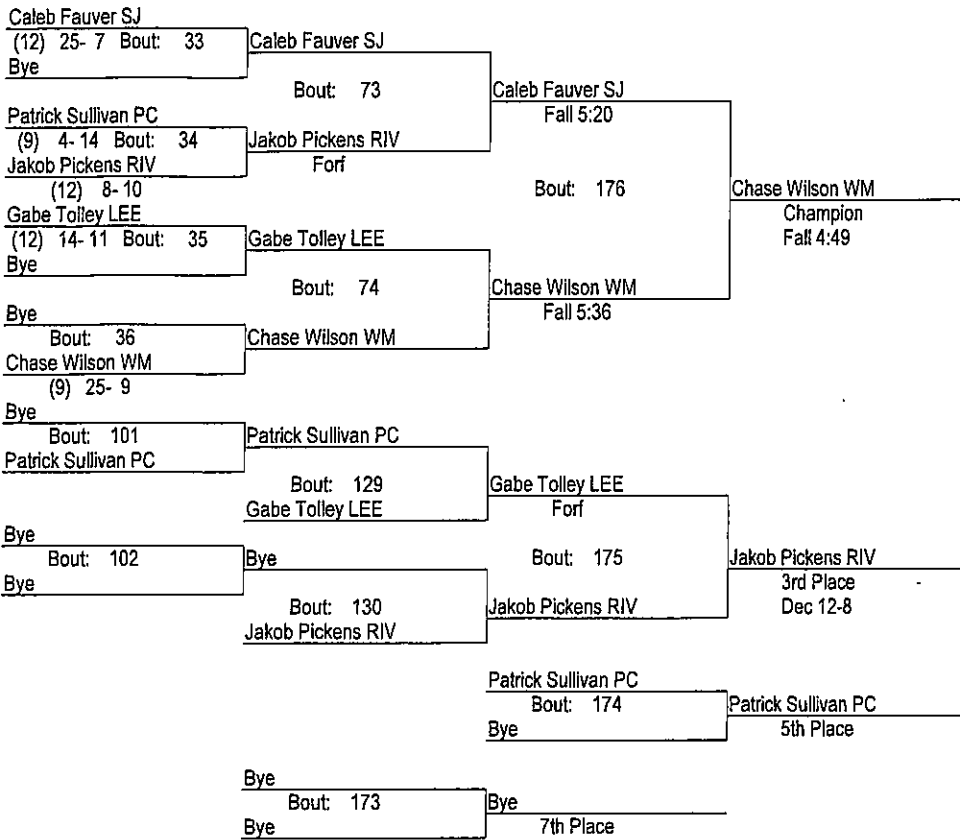 Caleb Fauver SJ
(12) 25- 7 Bout: 33
Caleb Fauver SJ
Bye
Bout: 73
Caleb Fauver SJ
Fall 5:20
Patrick Sullivan PC
(9) 4- 14 Bout: 34
Jakob Pickens RIV
Forf
Jakob Pickens RIV
(12) 8- 10
Bout: 176
Chase Wilson WM
Champion
Fall 4:49
Gabe Tolley LEE
(12) 14- 11 Bout: 35
Gabe Tolley LEE
Bye
Bout: 74
Chase Wilson WM
Fall 5:36
Bye
Bout: 36
Chase Wilson WM
Chase Wilson WM
(9) 25- 9
Bye
Bout: 101
Patrick Sullivan PC
Patrick Sullivan PC
Bout: 129
Gabe Tolley LEE
Forf
Gabe Tolley LEE
Bye
Bout: 102
Bye
Bye
Bout: 175
Jakob Pickens RIV
3rd Place
Dec 12-8
Bout: 130
Jakob Pickens RIV
Jakob Pickens RIV
Patrick Sullivan PC
Bout: 174
Patrick Sullivan PC
5th Place
Bye
Bye
Bout: 173
Bye
7th Place
Bye